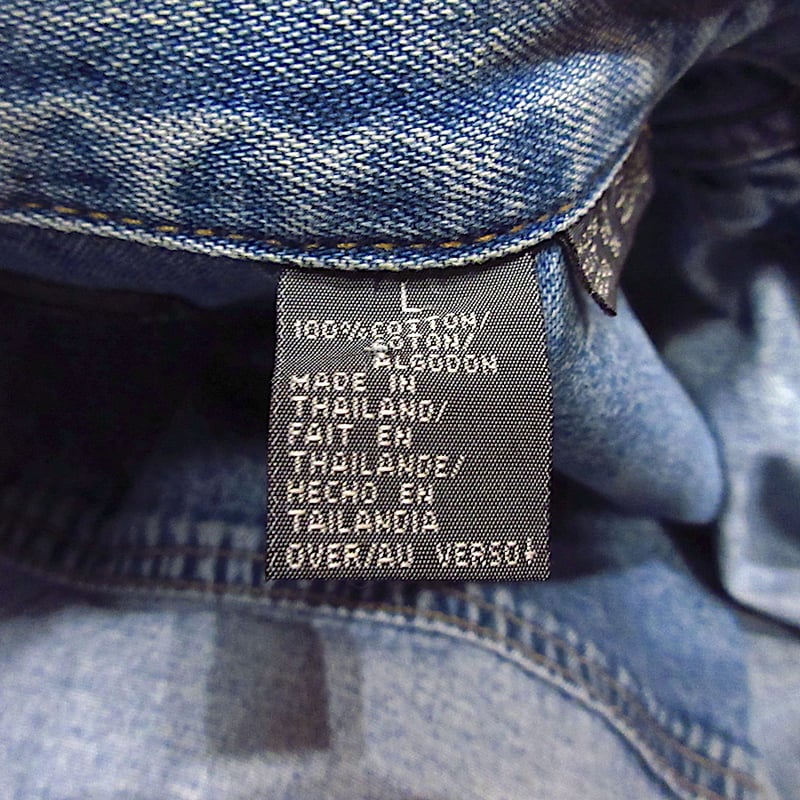 L
100% COTTON/
COTON/
ALGODON
MADE IN
THAILAND/
FAIT EN
THAILANDE/
HECHO EN
TAILANDIA
OVER/AU VERSO↓